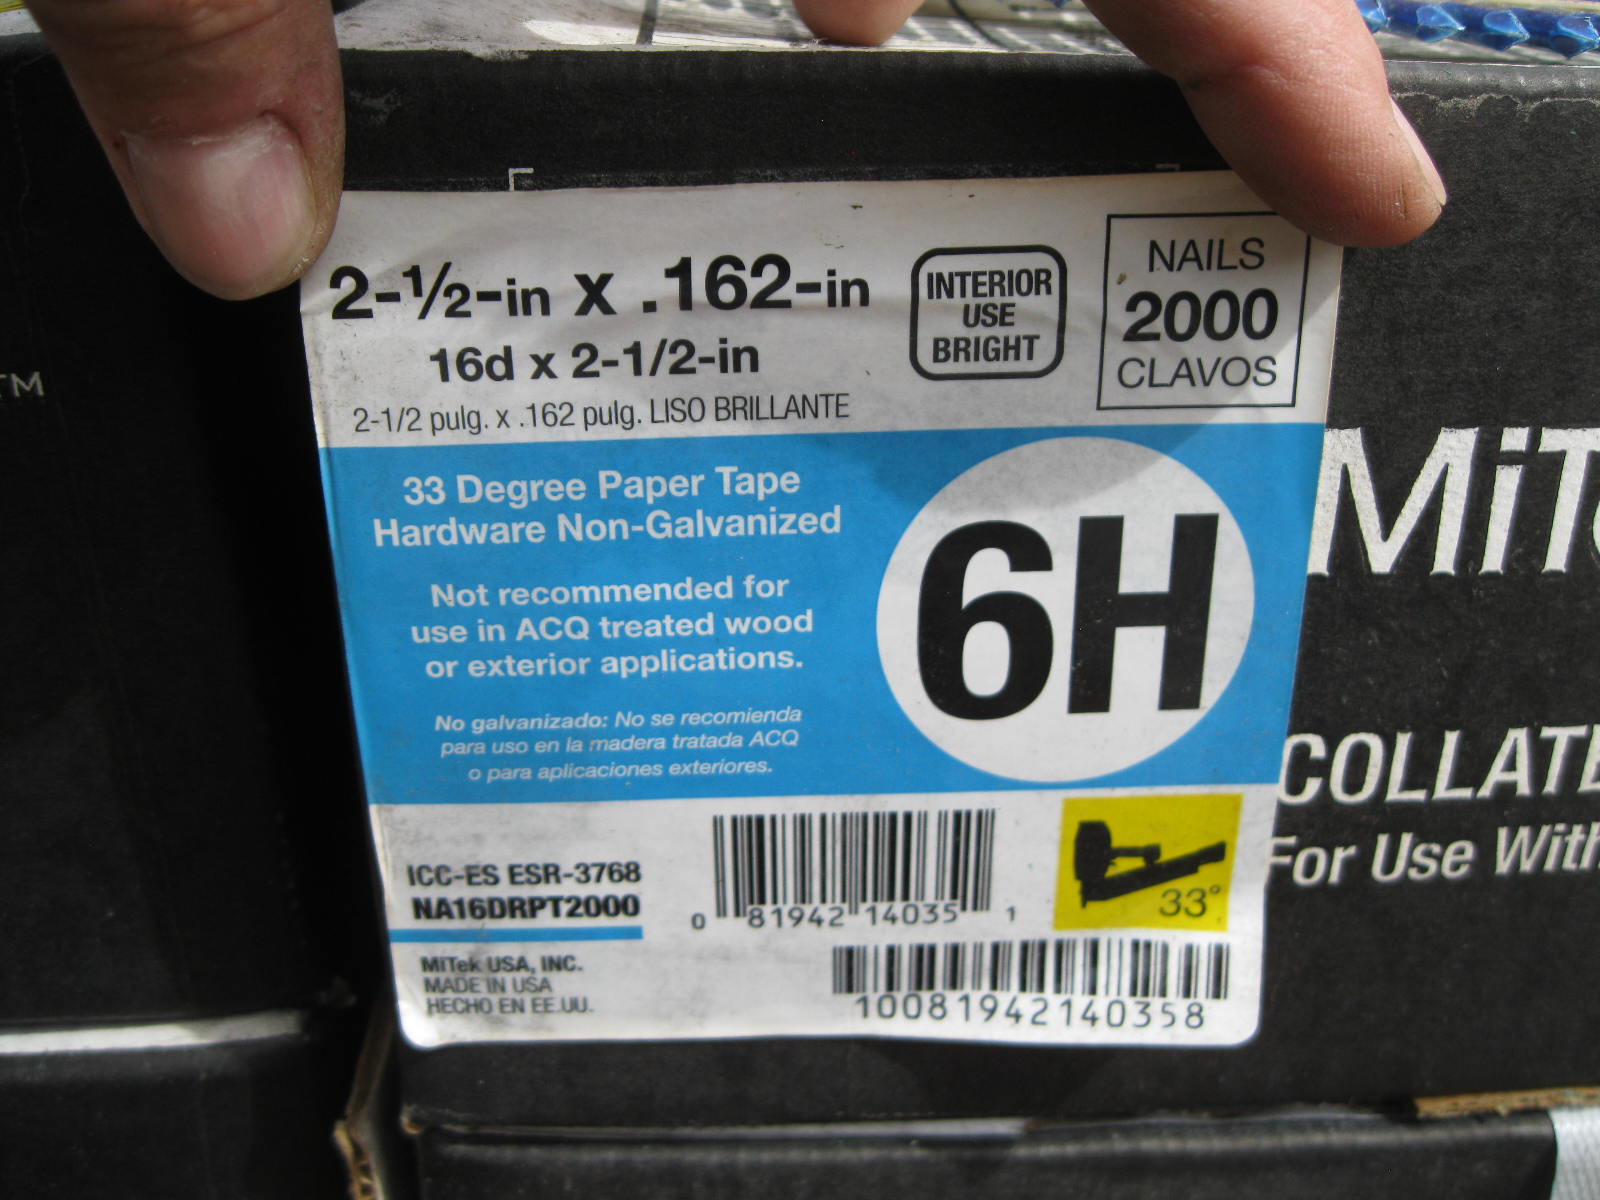 TM
2-½-in x .162-in
16d x 2-1/2-in
2-1/2 pulg. x .162 pulg. LISO BRILLANTE
INTERIOR
USE
BRIGHT
NAILS
2000
CLAVOS
33 Degree Paper Tape
Hardware Non-Galvanized
Not recommended for
use in ACQ treated wood
or exterior applications.
No galvanizado: No se recomienda
para uso en la madera tratada ACQ
o para aplicaciones exteriores.
6H
ICC-ES ESR-3768
NA16DRPT2000
MiTek USA, INC.
MADE IN USA
HECHO EN EE.UU.
0 81942 14035 1
33°
10081942140358
MiT
COLLATE
For Use With